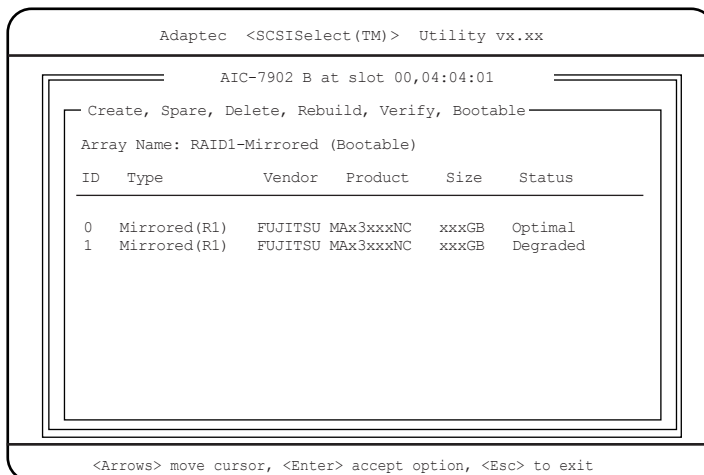 Adaptec <SCSISelect(TM)> Utility vx.xx
AIC-7902 B at slot 00,04:04:01
Create, Spare, Delete, Rebuild, Verify, Bootable
Array Name: RAID1-Mirrored (Bootable)
ID Type Vendor Product Size Status
0 Mirrored(R1) FUJITSU MAx3xxxNC xxxGB Optimal
1 Mirrored(R1) FUJITSU MAx3xxxNC xxxGB Degraded
<Arrows> move cursor, <Enter> accept option, <Esc> to exit